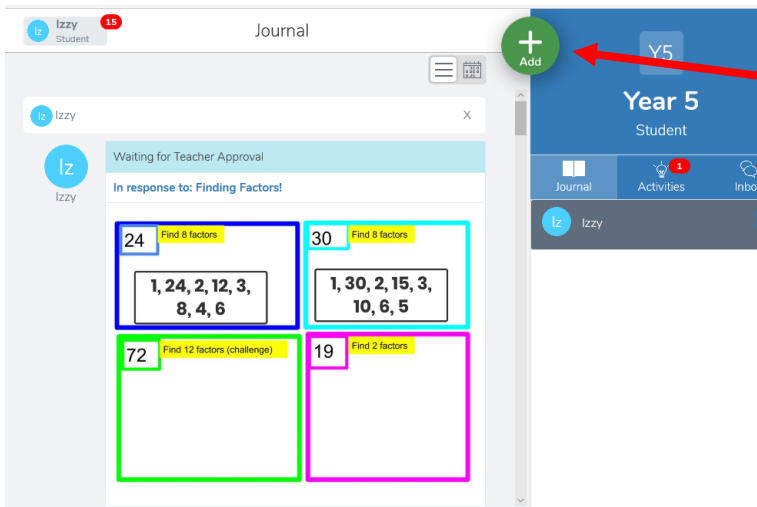 Iz
Izzy
Student
15
Journal
Add
Y5
Year 5
Student
Journal
Activities
1
Inbo
Iz
Izzy
Iz
Izzy
X
Iz
Izzy
Waiting for Teacher Approval
In response to: Finding Factors!
24
Find 8 factors
1, 24, 2, 12, 3,
8, 4, 6
30
Find 8 factors
1, 30, 2, 15, 3,
10, 6, 5
72
Find 12 factors (challenge)
19
Find 2 factors